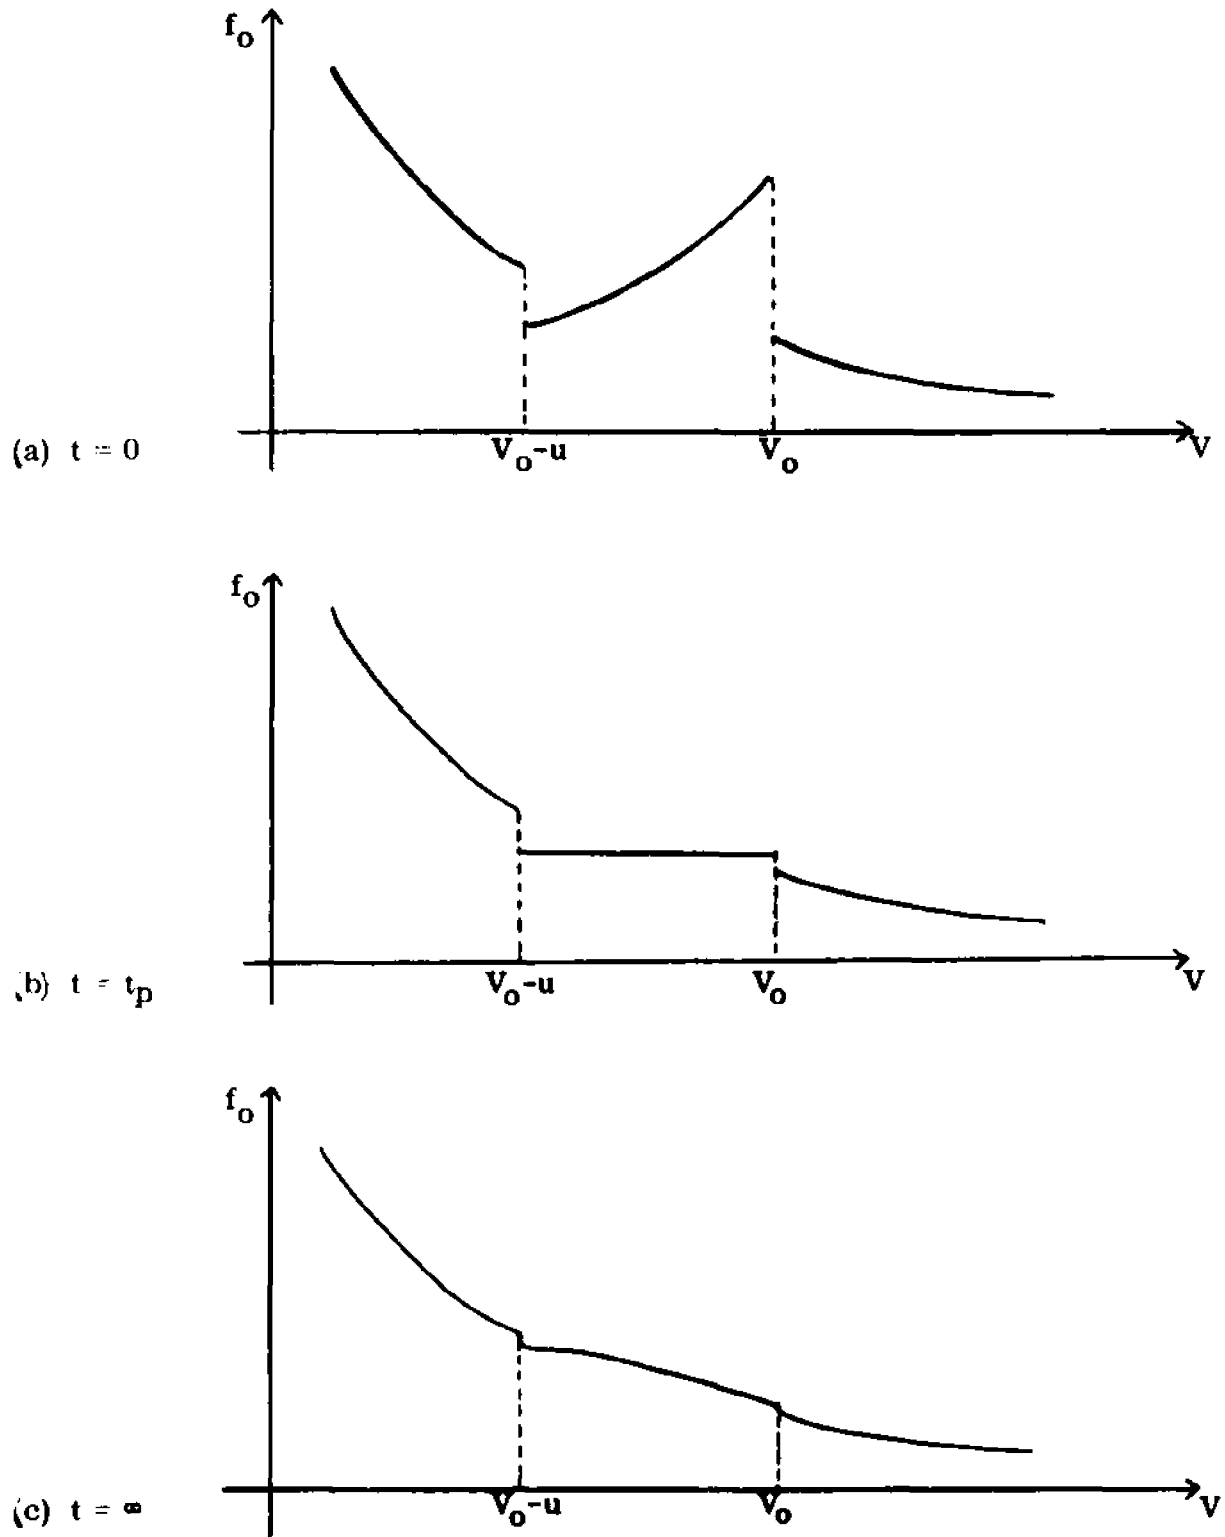 f₀
V₀-u
V₀
V
(a) t = 0
f₀
V₀-u
V₀
V
(b) t = tₚ
f₀
V₀-u
V₀
V
(c) t = ∞